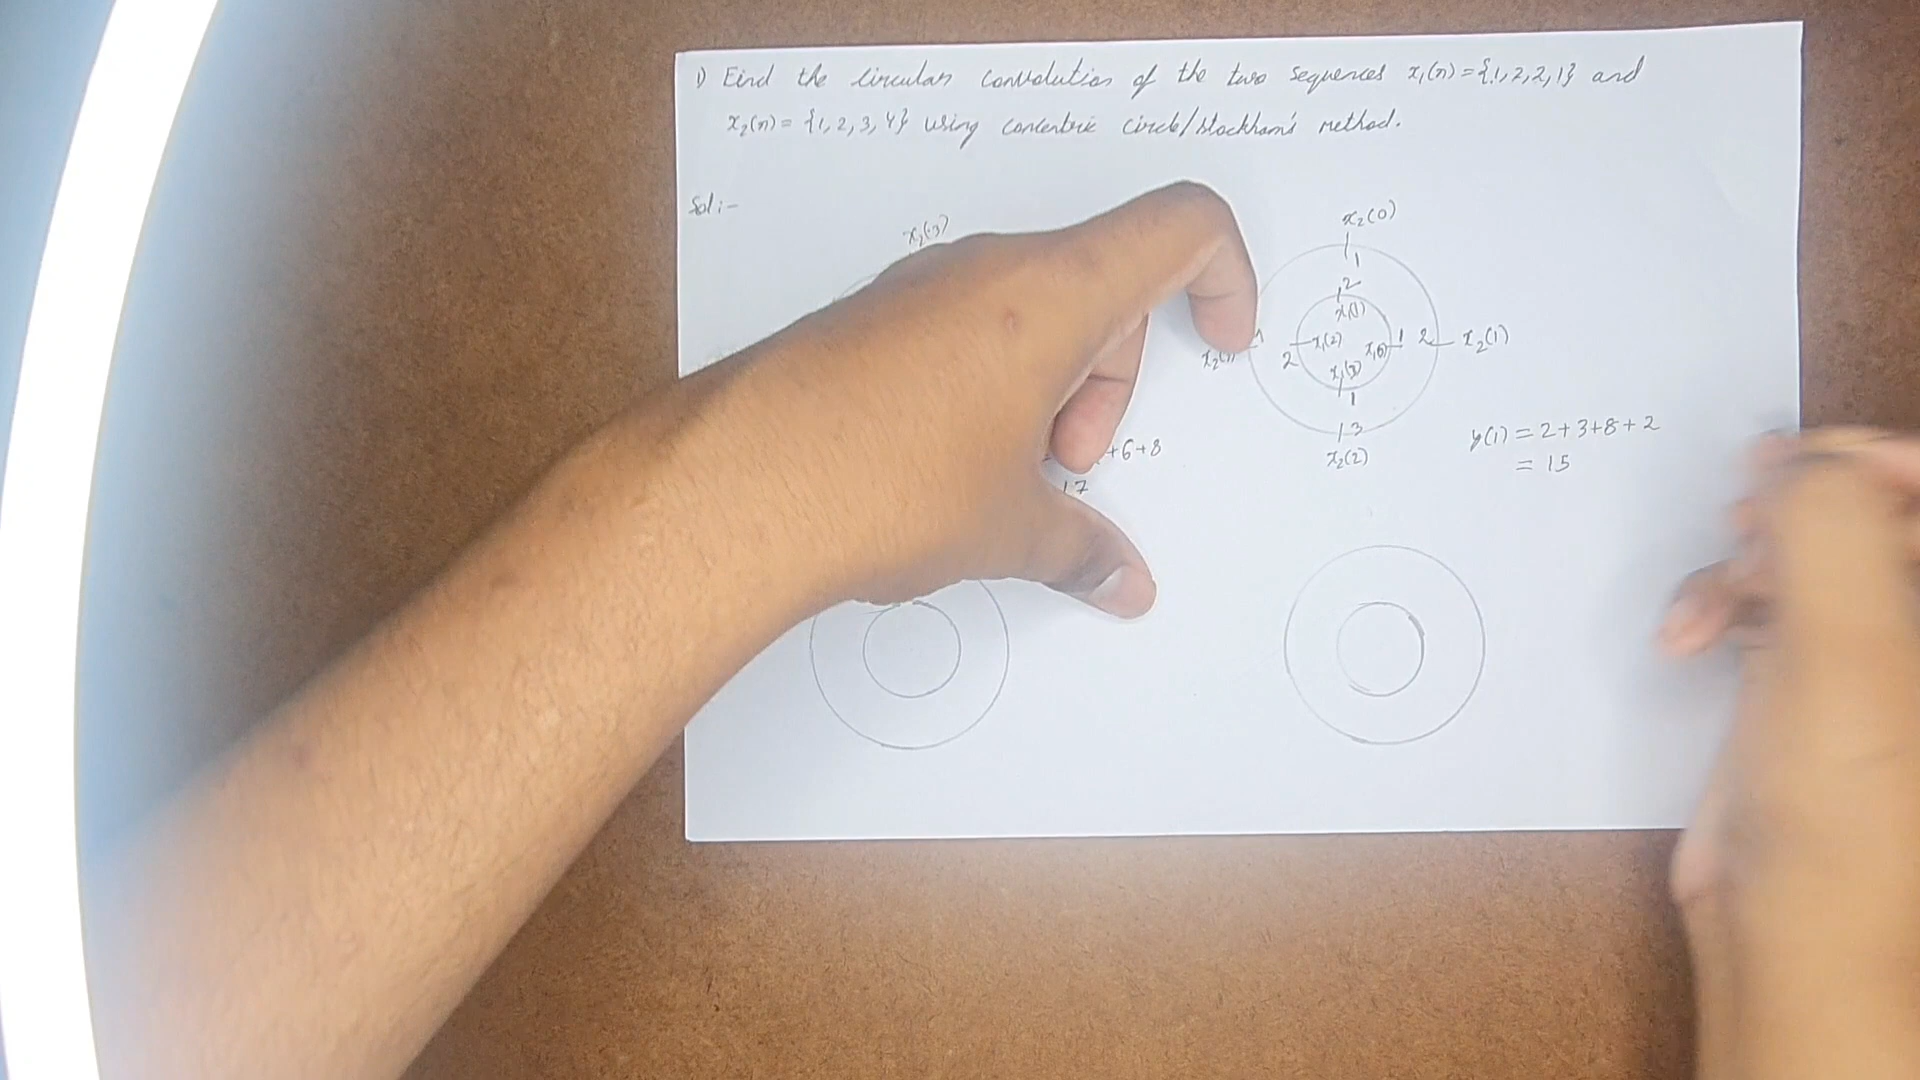 1) Find the circular convolution of the two sequences x₁(n) = {1, 2, 2, 1} and
x₂(n) = {1, 2, 3, 4} using concentric circle/stockham's method.
Sol:-
x₂(3)
+6+8
17
x₂(0)
1
2
x₁(1)
x₁(2) x₁(0) 1 2 x₂(1)
2
x₁(3)
1
3
x₂(2)
y(1) = 2+3+8+2
= 15